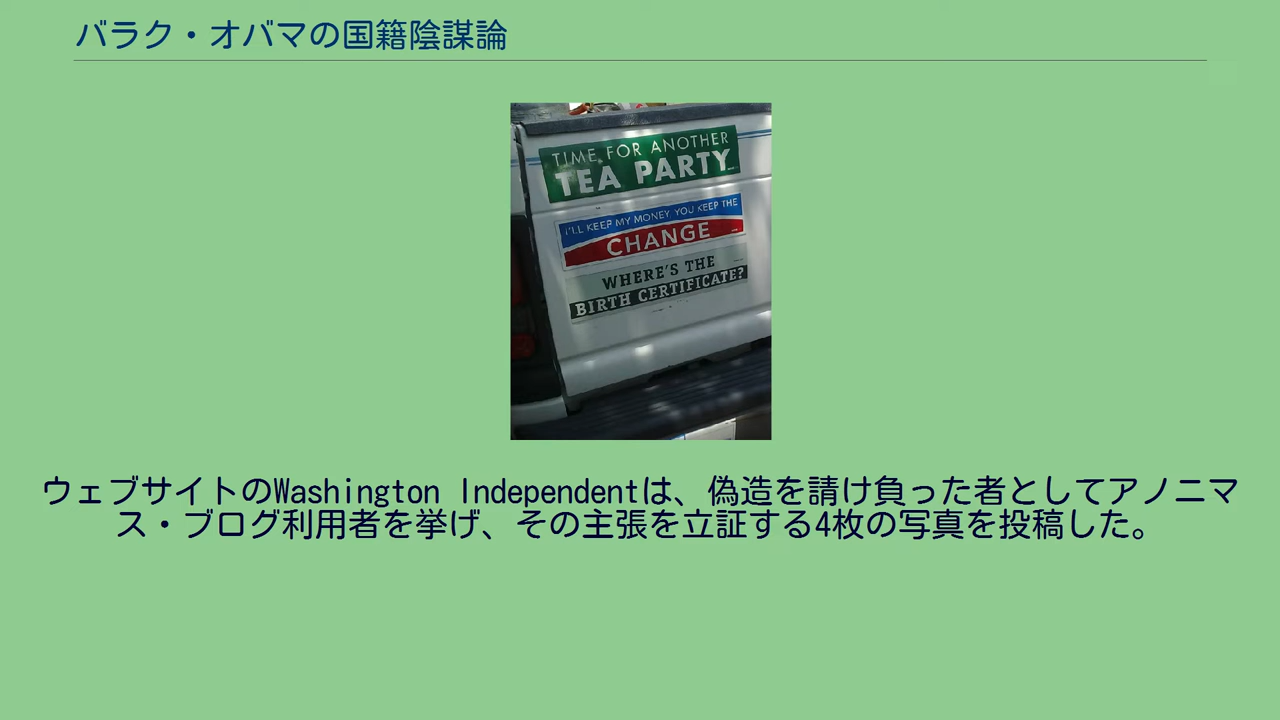 バラク・オバマの国籍陰謀論
TIME FOR ANOTHER
TEA PARTY
I'LL KEEP MY MONEY, YOU KEEP THE
CHANGE
WHERE'S THE
BIRTH CERTIFICATE?
ウェブサイトのWashington Independentは、偽造を請け負った者としてアノニマ
ス・ブログ利用者を挙げ、その主張を立証する4枚の写真を投稿した。